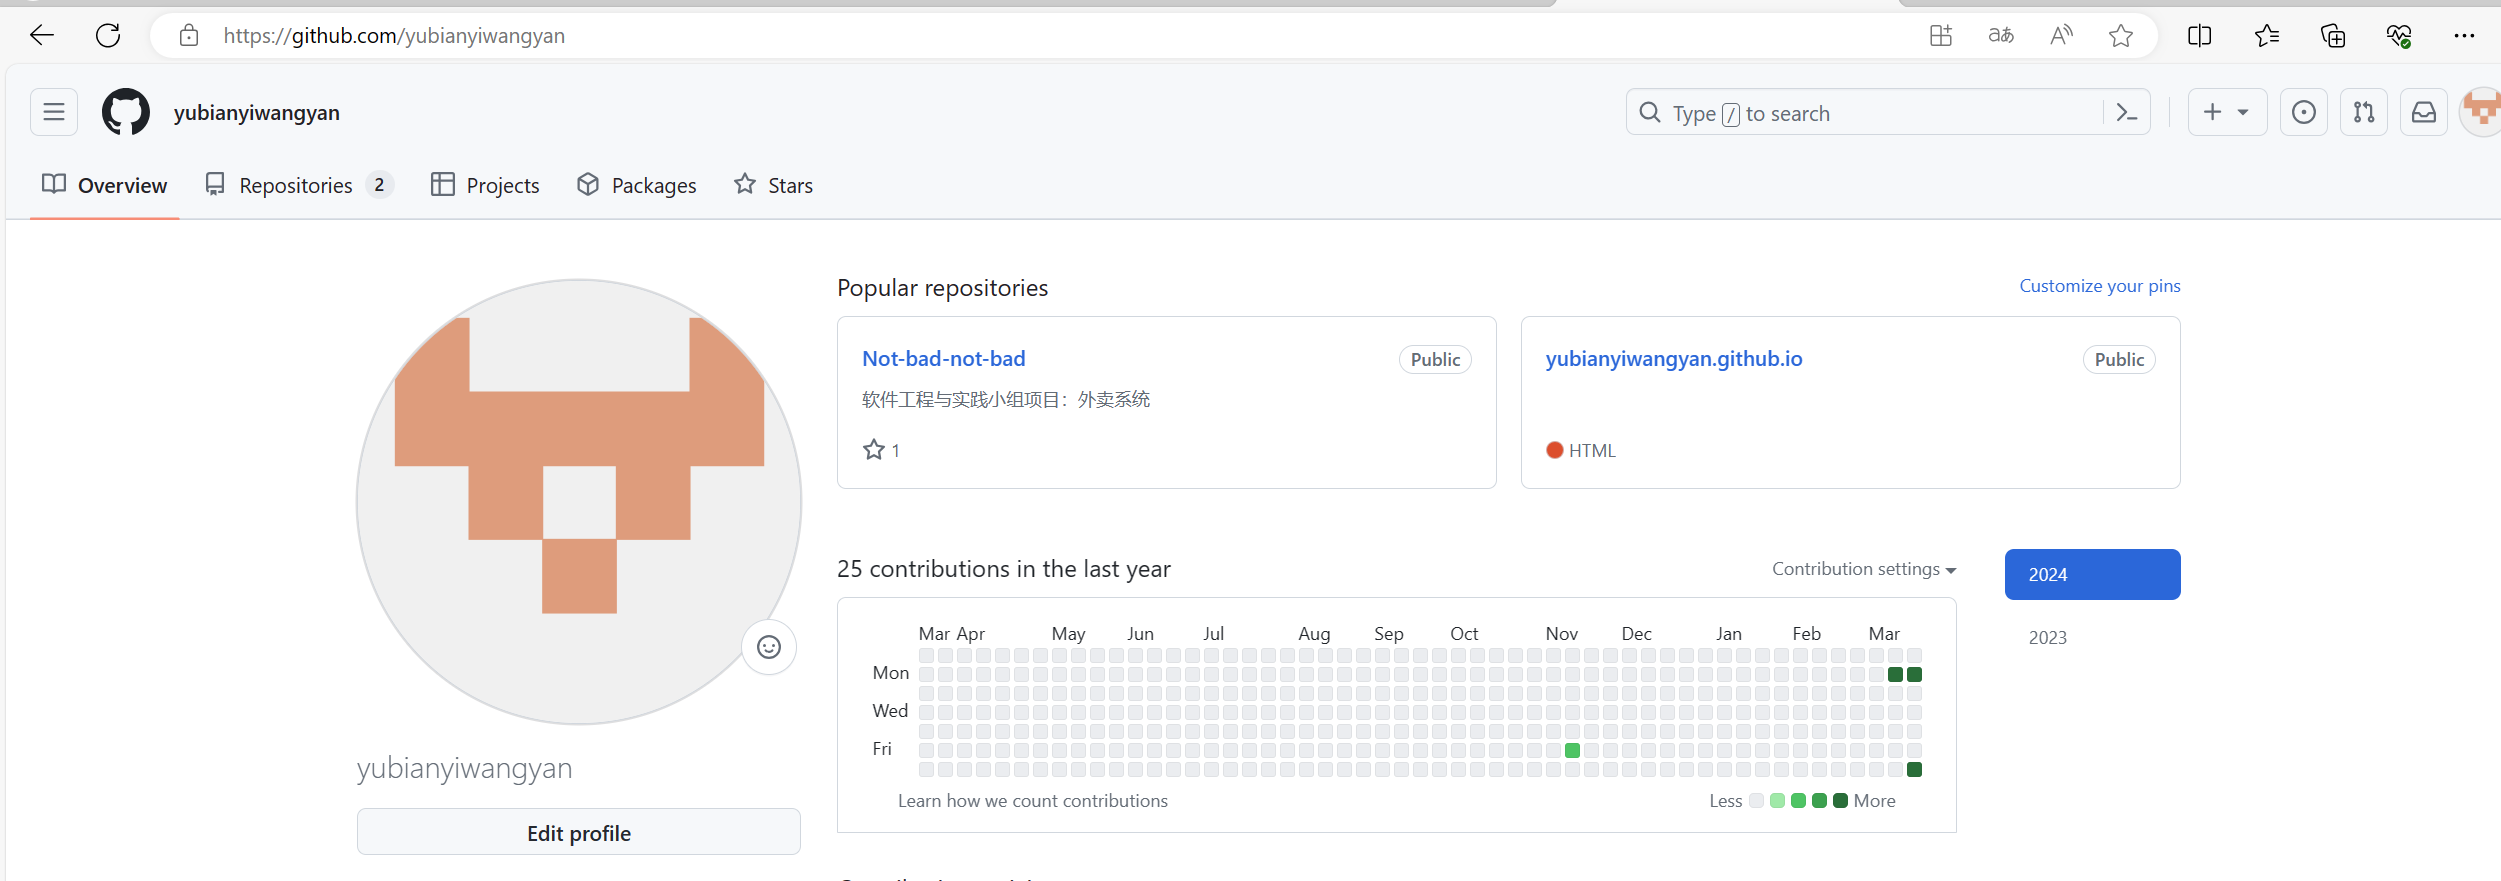 https://github.com/yubianyiwangyan
yubianyiwangyan
Type / to search
Overview Repositories 2 Projects Packages Stars
Popular repositories
Customize your pins
Not-bad-not-bad Public
软件工程与实践小组项目：外卖系统
1
yubianyiwangyan.github.io Public
HTML
25 contributions in the last year
Contribution settings
2024
2023
Mar Apr May Jun Jul Aug Sep Oct Nov Dec Jan Feb Mar
Mon
Wed
Fri
Learn how we count contributions
Less More
yubianyiwangyan
Edit profile